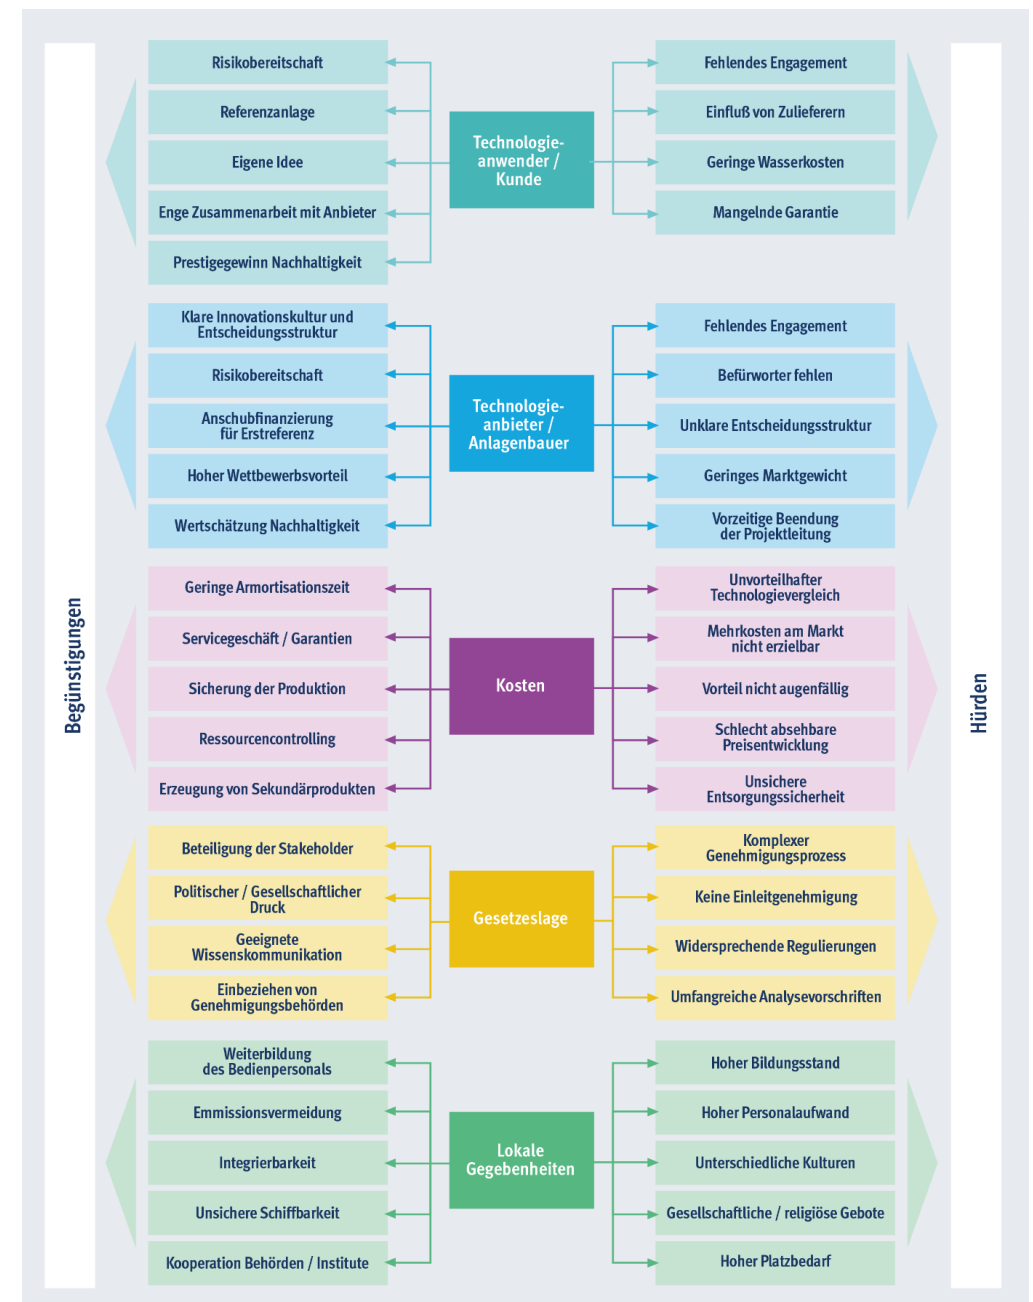 Begünstigungen
Risikobereitschaft
Referenzanlage
Eigene Idee
Enge Zusammenarbeit mit Anbieter
Prestigegewinn Nachhaltigkeit
Technologie-
anwender /
Kunde
Fehlendes Engagement
Einfluß von Zulieferern
Geringe Wasserkosten
Mangelnde Garantie
Klare Innovationskultur und
Entscheidungsstruktur
Risikobereitschaft
Anschubfinanzierung
für Erstreferenz
Hoher Wettbewerbsvorteil
Wertschätzung Nachhaltigkeit
Technologie-
anbieter /
Anlagenbauer
Fehlendes Engagement
Befürworter fehlen
Unklare Entscheidungsstruktur
Geringes Marktgewicht
Vorzeitige Beendung
der Projektleitung
Geringe Armortisationszeit
Servicegeschäft / Garantien
Sicherung der Produktion
Ressourcencontrolling
Erzeugung von Sekundärprodukten
Kosten
Unvorteilhafter
Technologievergleich
Mehrkosten am Markt
nicht erzielbar
Vorteil nicht augenfällig
Schlecht absehbare
Preisentwicklung
Unsichere
Entsorgungssicherheit
Beteiligung der Stakeholder
Politischer / Gesellschaftlicher
Druck
Geeignete
Wissenskommunikation
Einbeziehen von
Genehmigungsbehörden
Gesetzeslage
Komplexer
Genehmigungsprozess
Keine Einleitgenehmigung
Widersprechende Regulierungen
Umfangreiche Analysevorschriften
Weiterbildung
des Bedienpersonals
Emmissionsvermeidung
Integrierbarkeit
Unsichere Schiffbarkeit
Kooperation Behörden / Institute
Lokale
Gegebenheiten
Hoher Bildungsstand
Hoher Personalaufwand
Unterschiedliche Kulturen
Gesellschaftliche / religiöse Gebote
Hoher Platzbedarf
Hürden